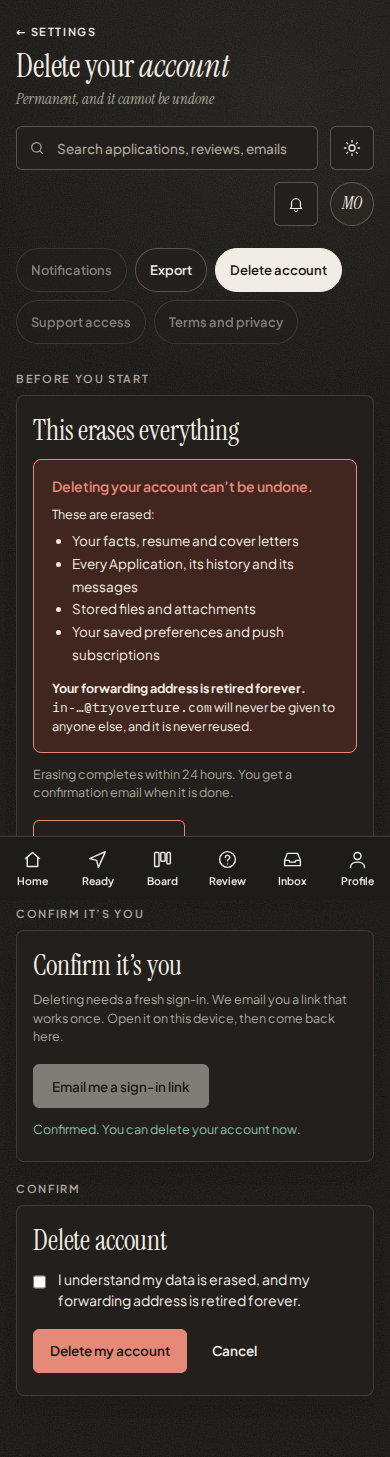 ← SETTINGS
Delete your account
Permanent, and it cannot be undone
Search applications, reviews, emails
MO
Notifications
Export
Delete account
Support access
Terms and privacy
BEFORE YOU START
This erases everything
Deleting your account can’t be undone.
These are erased:
• Your facts, resume and cover letters
• Every Application, its history and its
messages
• Stored files and attachments
• Your saved preferences and push
subscriptions
Your forwarding address is retired forever.
in-…@tryoverture.com will never be given to
anyone else, and it is never reused.
Erasing completes within 24 hours. You get a
confirmation email when it is done.
Home
Ready
Board
Review
Inbox
Profile
CONFIRM IT’S YOU
Confirm it’s you
Deleting needs a fresh sign-in. We email you a link that
works once. Open it on this device, then come back
here.
Email me a sign-in link
Confirmed. You can delete your account now.
CONFIRM
Delete account
I understand my data is erased, and my
forwarding address is retired forever.
Delete my account
Cancel